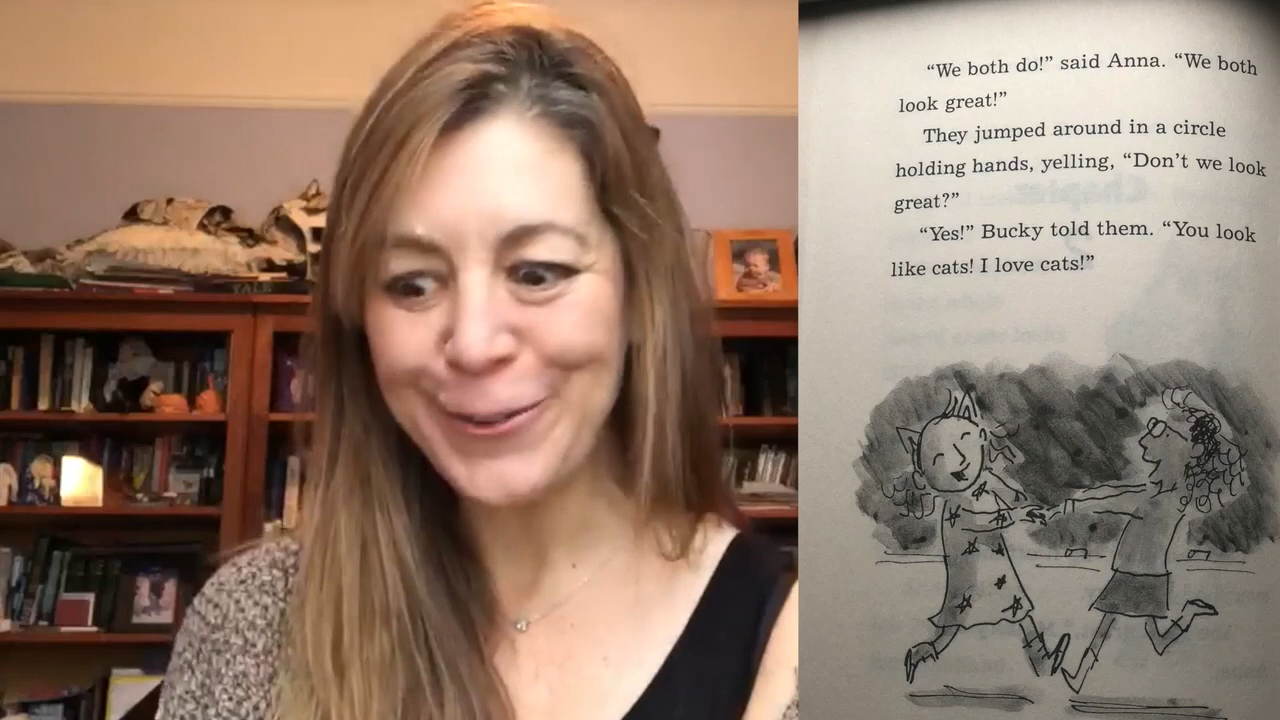 YALE
“We both do!” said Anna. “We both
look great!”
They jumped around in a circle
holding hands, yelling, “Don’t we look
great?”
“Yes!” Bucky told them. “You look
like cats! I love cats!”